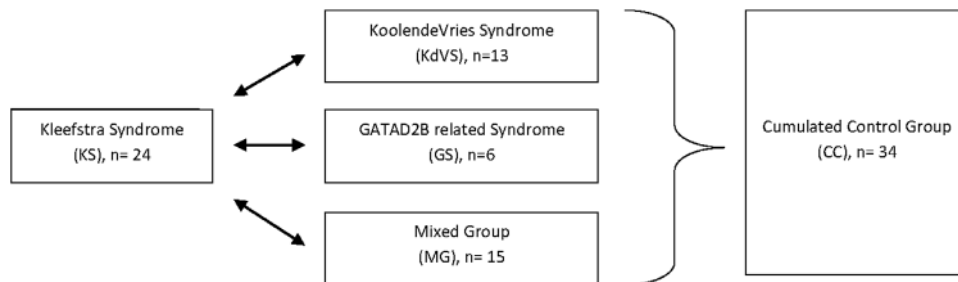 Kleefstra Syndrome
(KS), n= 24
KoolendeVries Syndrome
(KdVS), n=13
GATAD2B related Syndrome
(GS), n=6
Mixed Group
(MG), n= 15
Cumulated Control Group
(CC), n= 34